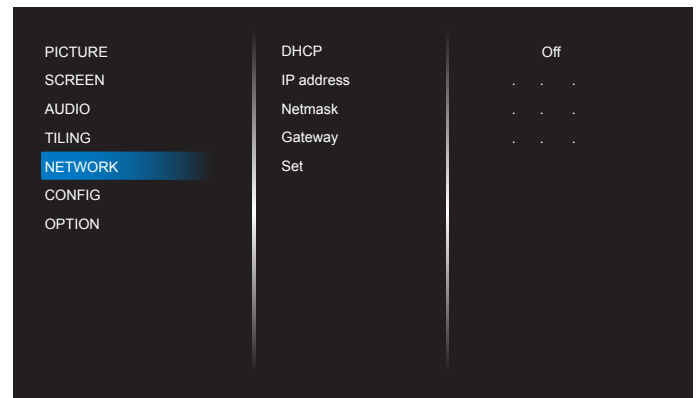 PICTURE
SCREEN
AUDIO
TILING
NETWORK
CONFIG
OPTION
DHCP Off
IP address . . .
Netmask . . .
Gateway . . .
Set